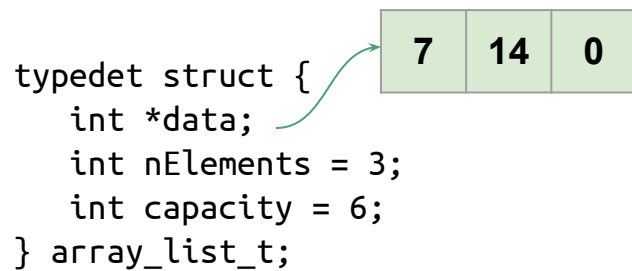 7 14 0
typedet struct {
int *data;
int nElements = 3;
int capacity = 6;
} array_list_t;